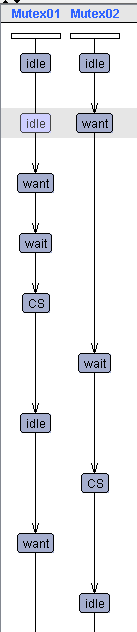 Mutex01 Mutex02
idle idle
idle want
want
wait
CS
wait
idle
CS
want
idle